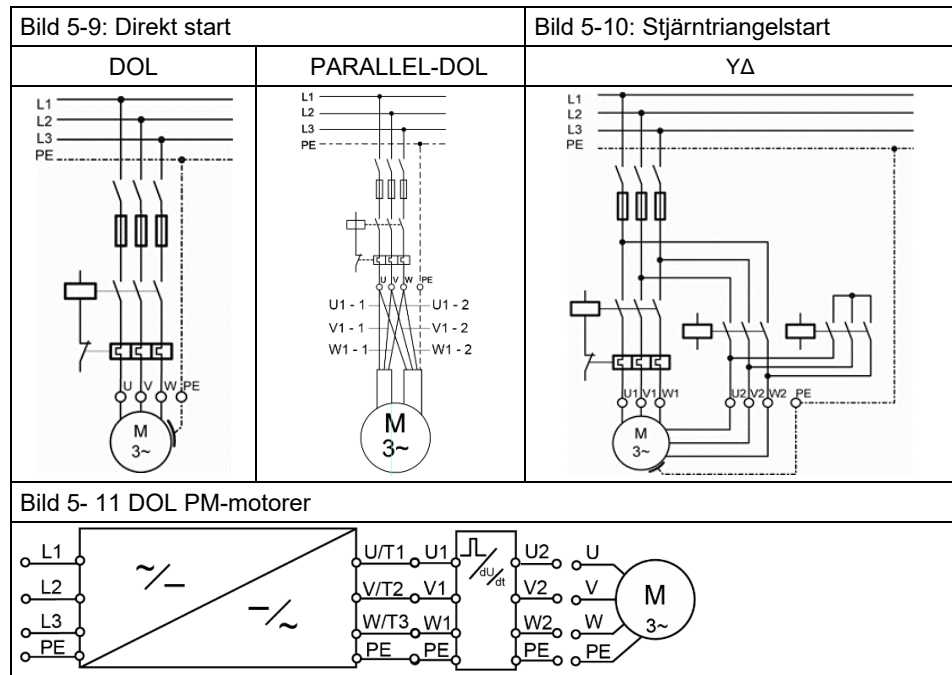 Bild 5-9: Direkt start
Bild 5-10: Stjärntriangelstart
DOL
PARALLEL-DOL
YΔ
L1
L2
L3
PE
U V W PE
M
3~
L1
L2
L3
PE
U V W PE
U1 - 1 U1 - 2
V1 - 1 V1 - 2
W1 - 1 W1 - 2
M
3~
L1
L2
L3
PE
U1 V1 W1 U2 V2 W2 PE
M
3~
Bild 5- 11 DOL PM-motorer
L1 U/T1 U1 U2 U
L2 V/T2 V1 V2 V
L3 W/T3 W1 W2 W
PE PE PE PE PE
~/–
–/~
dU/dt
M
3~